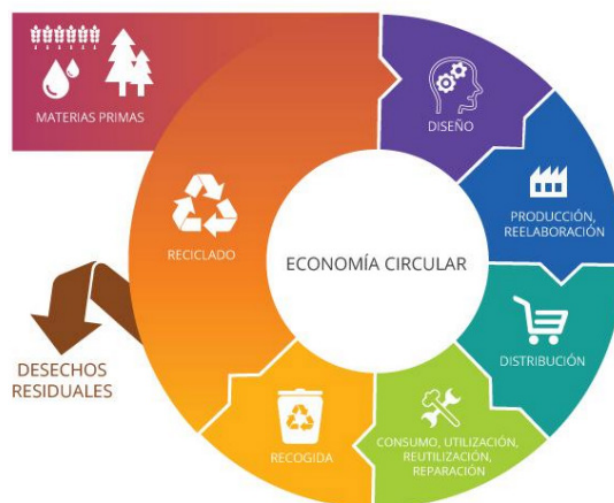 MATERIAS PRIMAS
DISEÑO
PRODUCCIÓN,
REELABORACIÓN
RECICLADO
ECONOMÍA CIRCULAR
DISTRIBUCIÓN
DESECHOS
RESIDUALES
CONSUMO, UTILIZACIÓN,
REUTILIZACIÓN,
REPARACIÓN
RECOGIDA